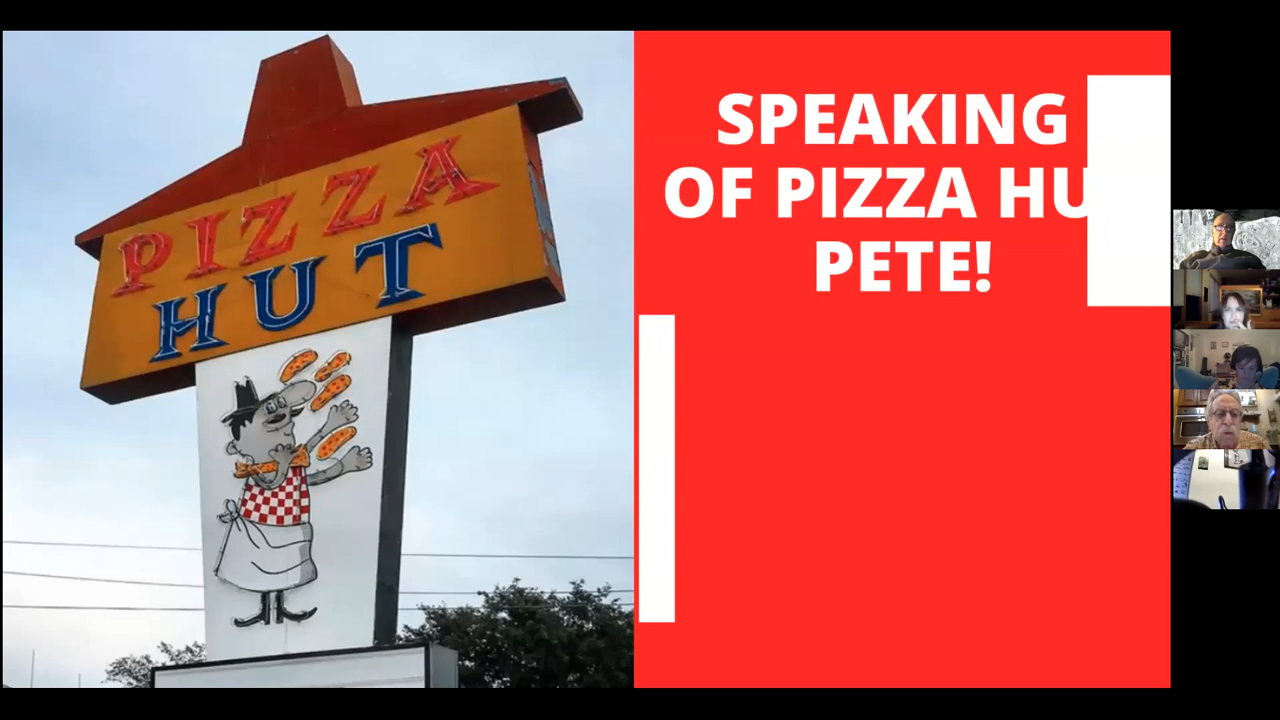 PIZZA
HUT
SPEAKING
OF PIZZA HU
PETE!